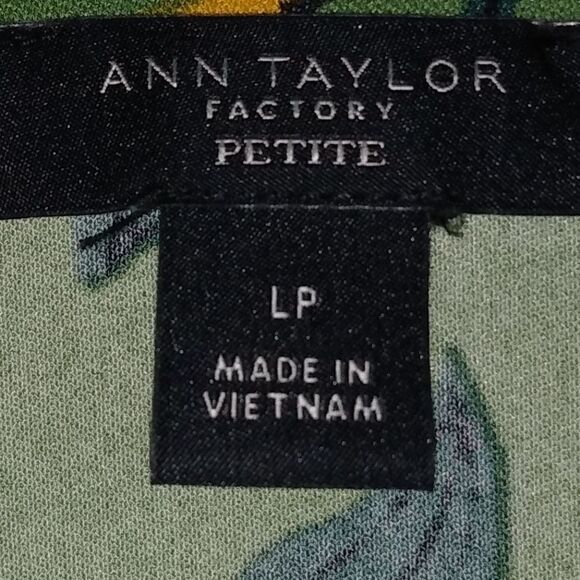 ANN TAYLOR
FACTORY
PETITE
LP
MADE IN
VIETNAM